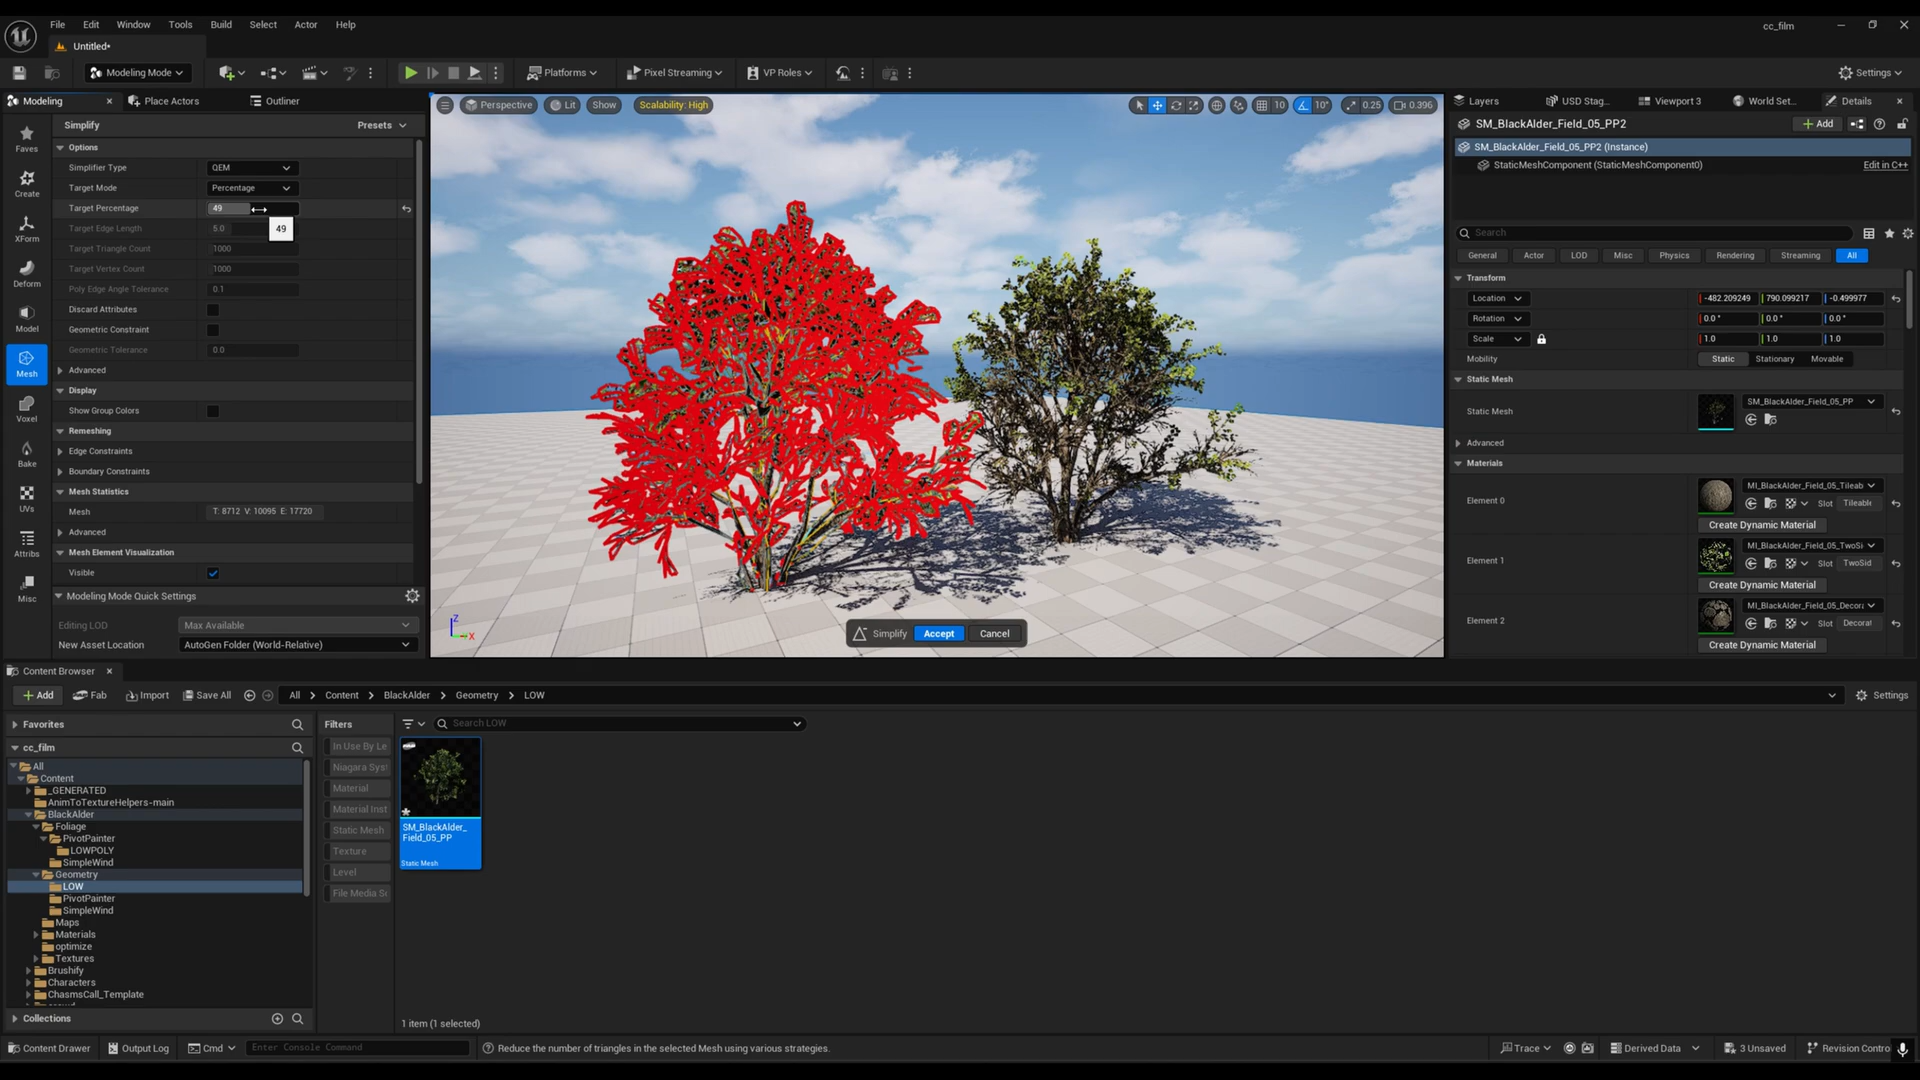 File Edit Window Tools Build Select Actor Help
cc_film
Untitled*
Modeling Mode
Platforms
Pixel Streaming
VP Roles
Settings
Modeling
Place Actors
Outliner
Simplify
Presets
Faves
Create
XForm
Deform
Model
Mesh
Voxel
Bake
UVs
Attribs
Misc
Options
Simplifier Type QEM
Target Mode Percentage
Target Percentage 49
Target Edge Length 5.0
49
Target Triangle Count 1000
Target Vertex Count 1000
Poly Edge Angle Tolerance 0.1
Discard Attributes
Geometric Constraint
Geometric Tolerance 0.0
Advanced
Display
Show Group Colors
Remeshing
Edge Constraints
Boundary Constraints
Mesh Statistics
Mesh T: 8712 V: 10095 E: 17720
Advanced
Mesh Element Visualization
Visible
Modeling Mode Quick Settings
Editing LOD Max Available
New Asset Location AutoGen Folder (World-Relative)
Perspective Lit Show Scalability: High
10 10° 0.25 0.396
Z
X
Simplify Accept Cancel
Layers USD Stag... Viewport 3 World Set... Details
SM_BlackAlder_Field_05_PP2
Add
SM_BlackAlder_Field_05_PP2 (Instance)
StaticMeshComponent (StaticMeshComponent0) Edit in C++
Search
General Actor LOD Misc Physics Rendering Streaming All
Transform
Location -482.209249 790.099217 -0.499977
Rotation 0.0° 0.0° 0.0°
Scale 1.0 1.0 1.0
Mobility Static Stationary Movable
Static Mesh
Static Mesh SM_BlackAlder_Field_05_PP
Advanced
Materials
Element 0 MI_BlackAlder_Field_05_Tileab
Slot Tileable
Create Dynamic Material
Element 1 MI_BlackAlder_Field_05_TwoSi
Slot TwoSid
Create Dynamic Material
Element 2 MI_BlackAlder_Field_05_Decora
Slot Decorat
Create Dynamic Material
Content Browser
Add Fab Import Save All All Content BlackAlder Geometry LOW Settings
Favorites
cc_film
All
Content
_GENERATED
AnimToTextureHelpers-main
BlackAlder
Foliage
PivotPainter
LOWPOLY
SimpleWind
Geometry
LOW
PivotPainter
SimpleWind
Maps
Materials
optimize
Textures
Brushify
Characters
ChasmsCall_Template
Collections
Filters
In Use By Le
Niagara Sys
Material
Material Inst
Static Mesh
Texture
Level
File Media So
Search LOW
SM_BlackAlder_
Field_05_PP
Static Mesh
1 item (1 selected)
Content Drawer Output Log Cmd Enter Console Command Reduce the number of triangles in the selected Mesh using various strategies. Trace Derived Data 3 Unsaved Revision Contro